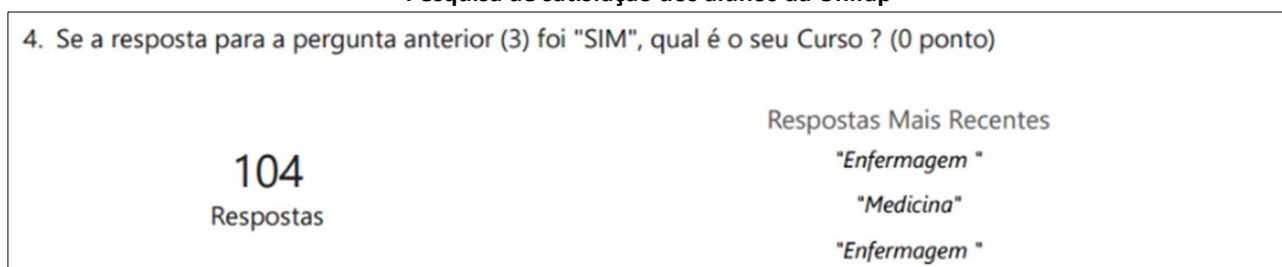 4. Se a resposta para a pergunta anterior (3) foi "SIM", qual é o seu Curso ? (0 ponto)
Respostas Mais Recentes
104
Respostas
"Enfermagem "
"Medicina"
"Enfermagem "